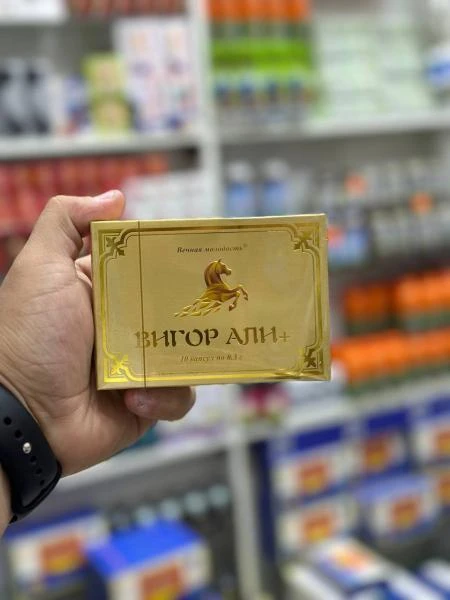 Вечная молодость®
ВИГОР АЛИ+
10 капсул по 0,3 г